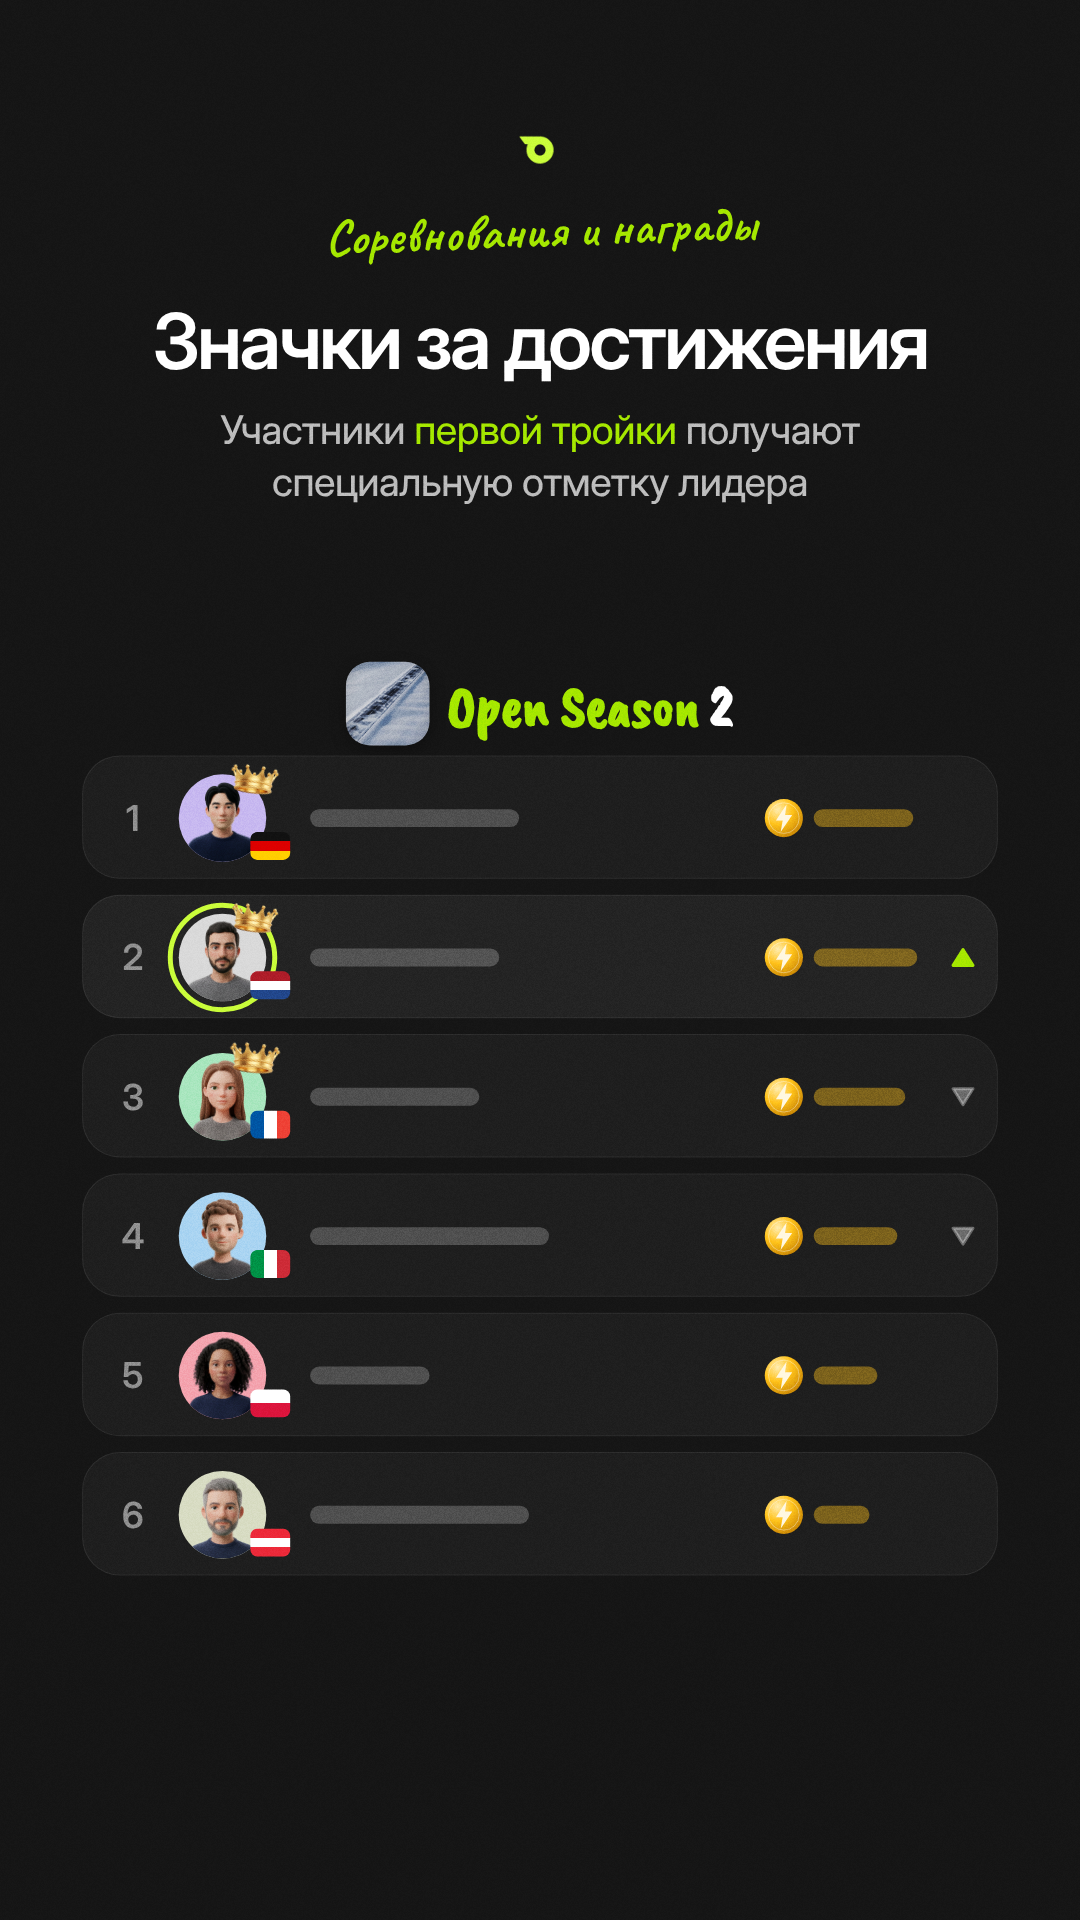 Соревнования и награды
Значки за достижения
Участники первой тройки получают
специальную отметку лидера
Open Season 2
1
2
3
4
5
6